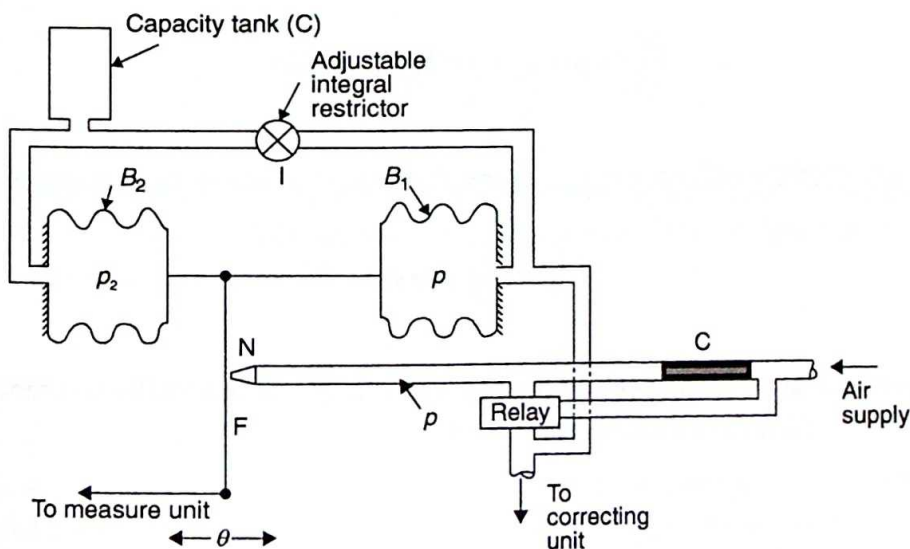 Capacity tank (C)
Adjustable
integral
restrictor
I
B₂
B₁
p₂
p
N
C
F
p
Relay
Air
supply
To measure unit
θ
To
correcting
unit